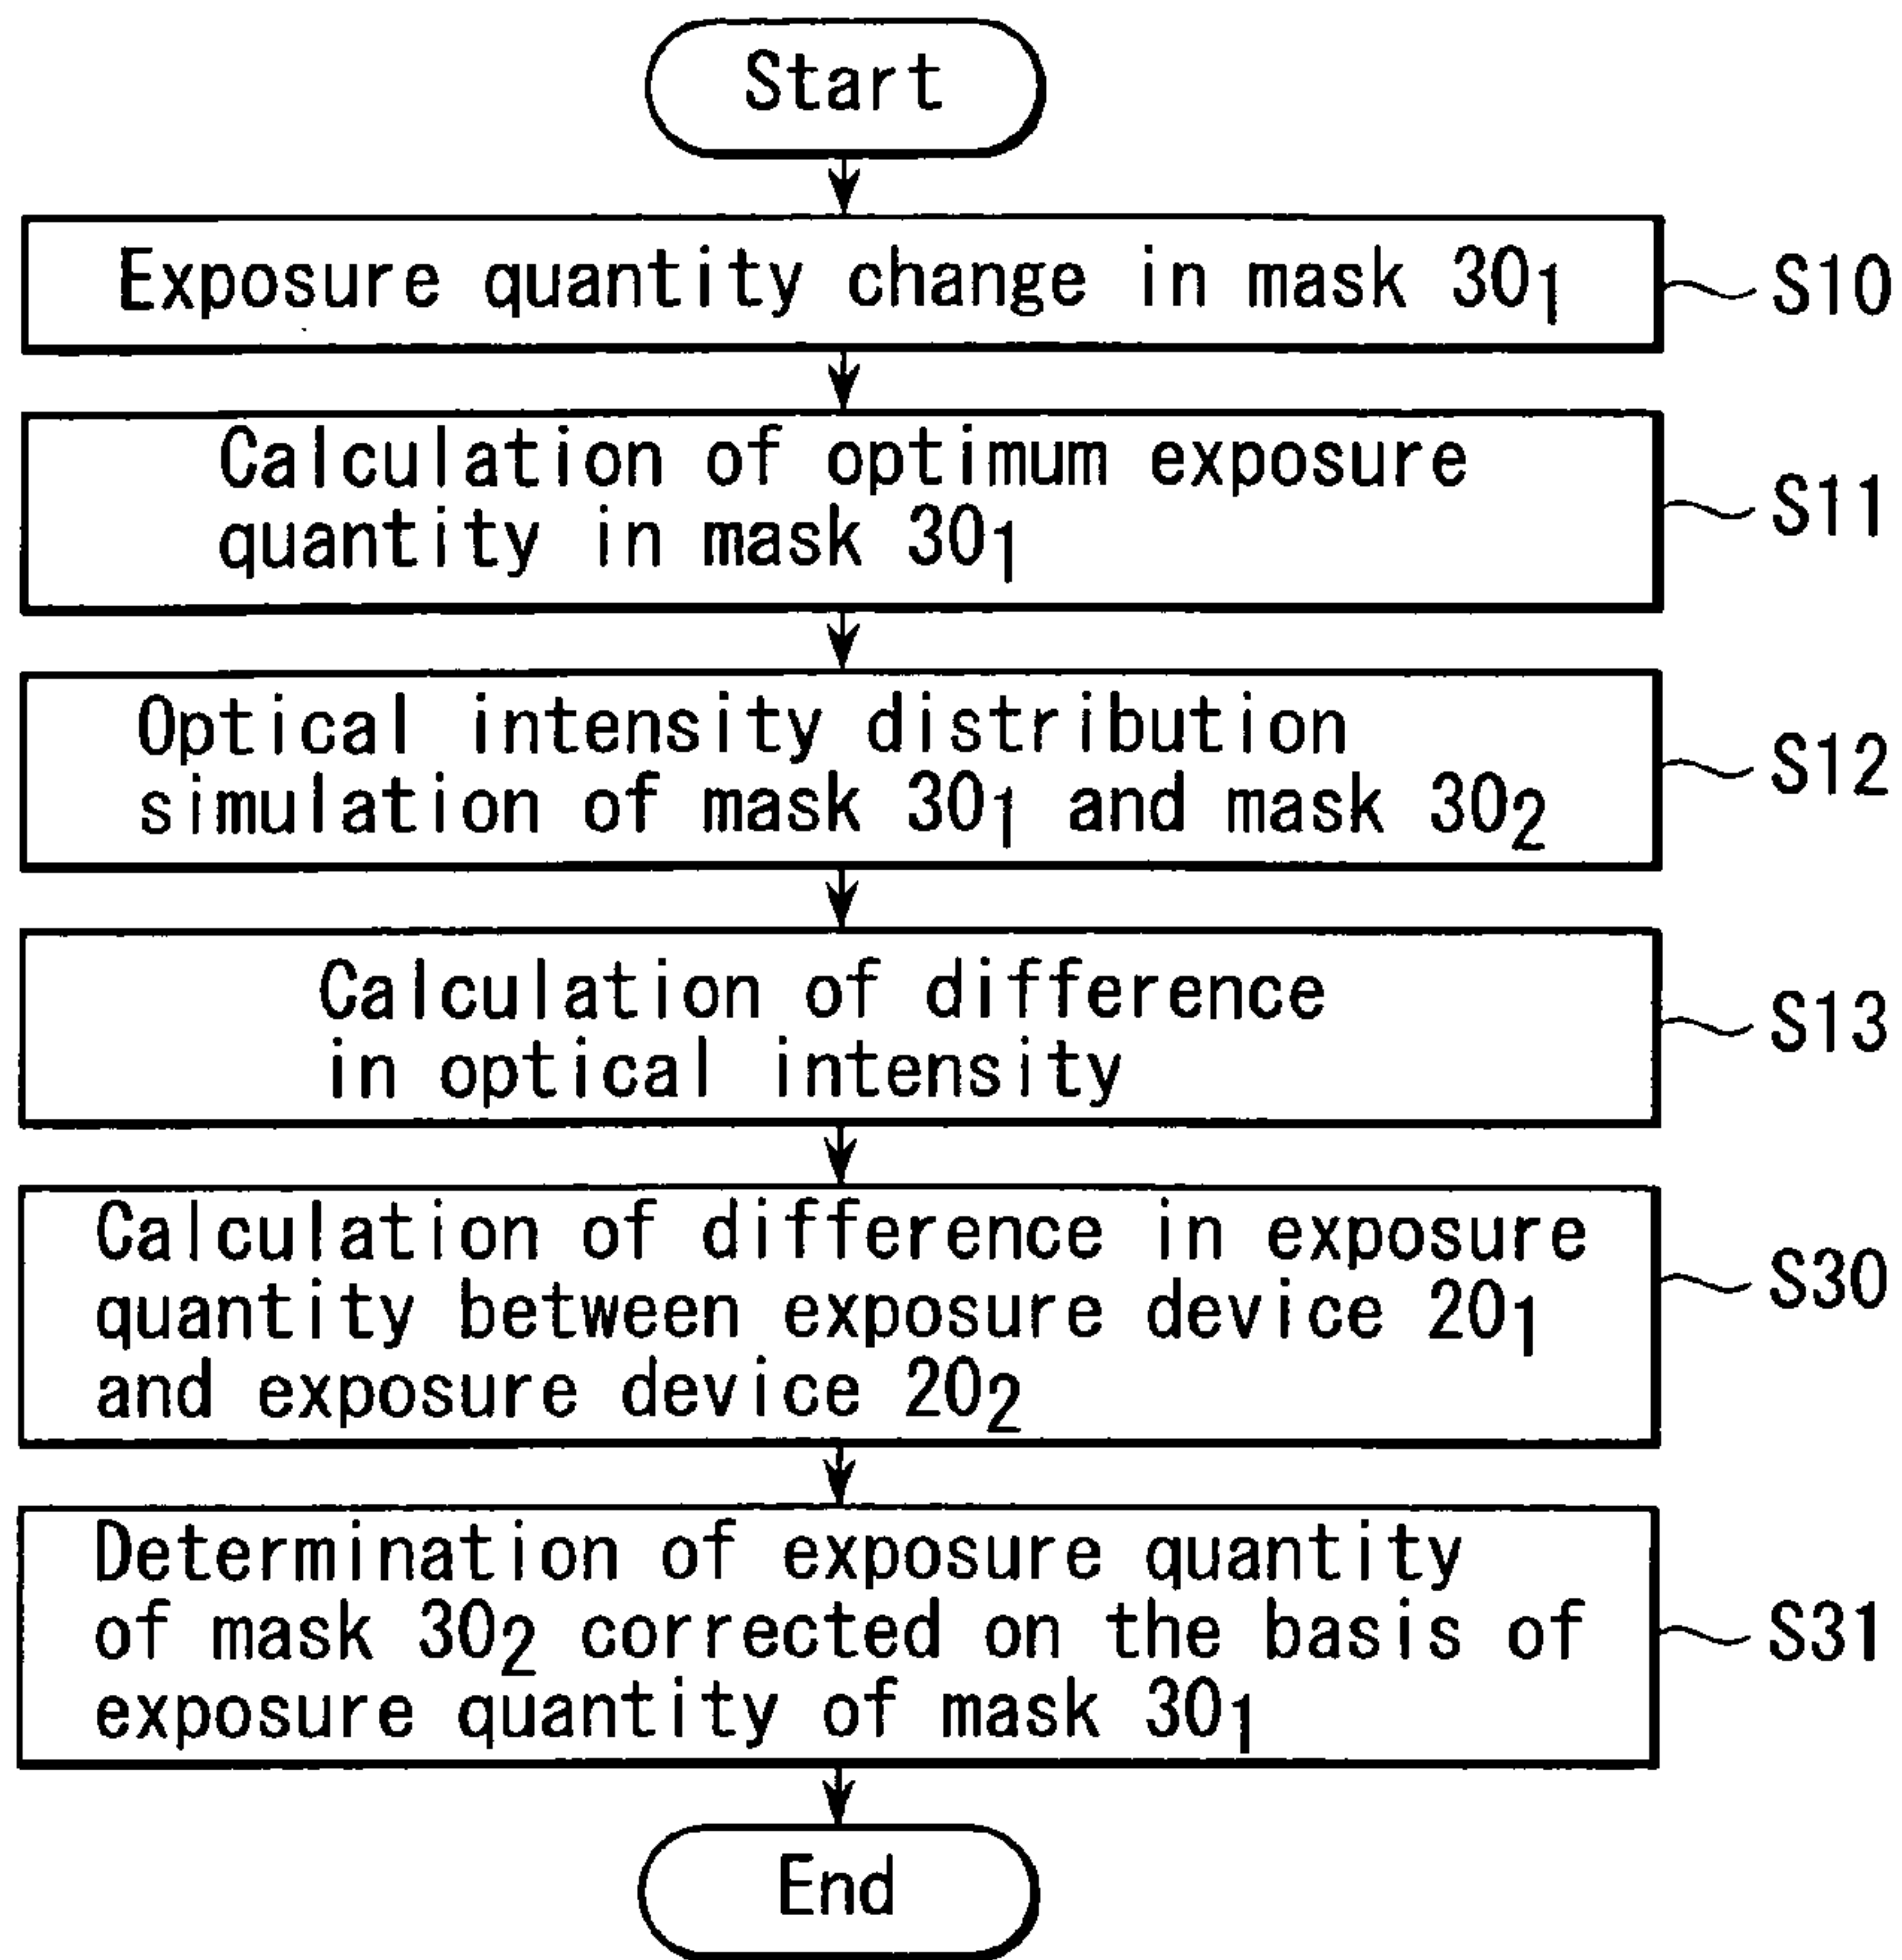 Start
Exposure quantity change in mask 30₁
S10
Calculation of optimum exposure
quantity in mask 30₁
S11
Optical intensity distribution
simulation of mask 30₁ and mask 30₂
S12
Calculation of difference
in optical intensity
S13
Calculation of difference in exposure
quantity between exposure device 20₁
and exposure device 20₂
S30
Determination of exposure quantity
of mask 30₂ corrected on the basis of
exposure quantity of mask 30₁
S31
End